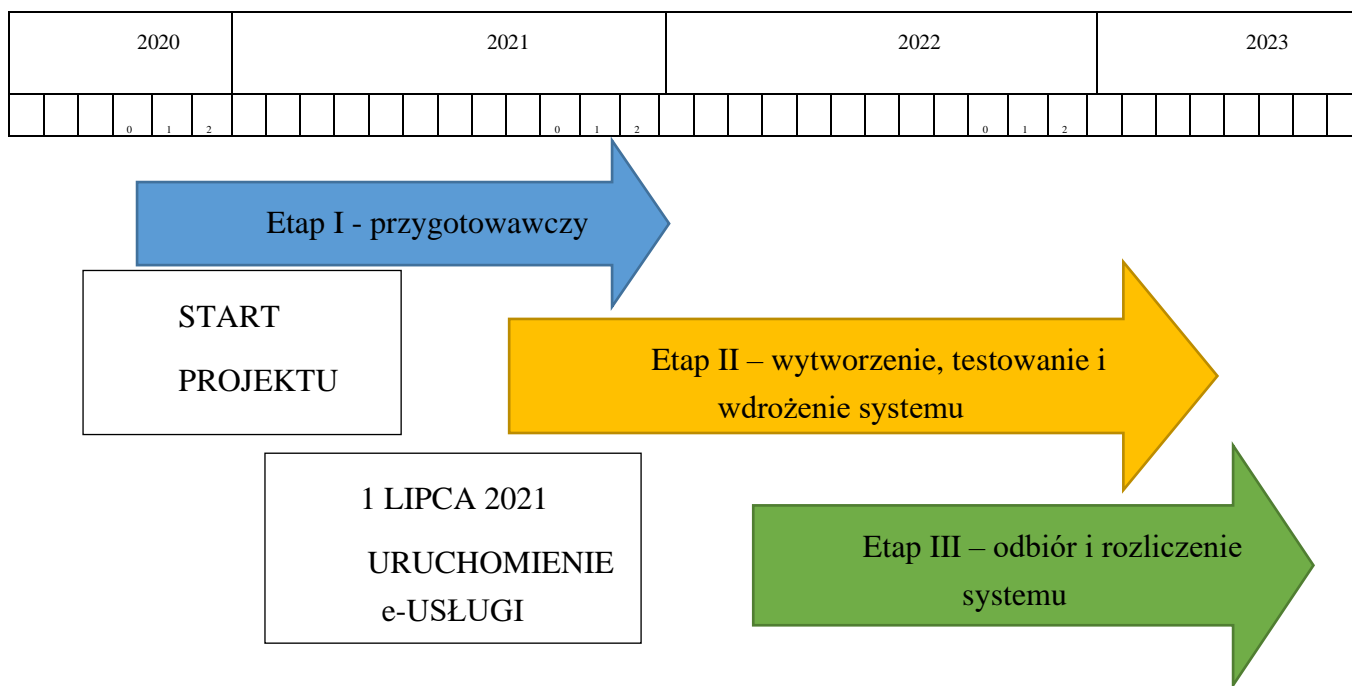 2020 2021 2022 2023
0 1 2 0 1 2 0 1 2
Etap I - przygotowawczy
START
PROJEKTU
Etap II – wytworzenie, testowanie i
wdrożenie systemu
1 LIPCA 2021
URUCHOMIENIE
e-USŁUGI
Etap III – odbiór i rozliczenie
systemu